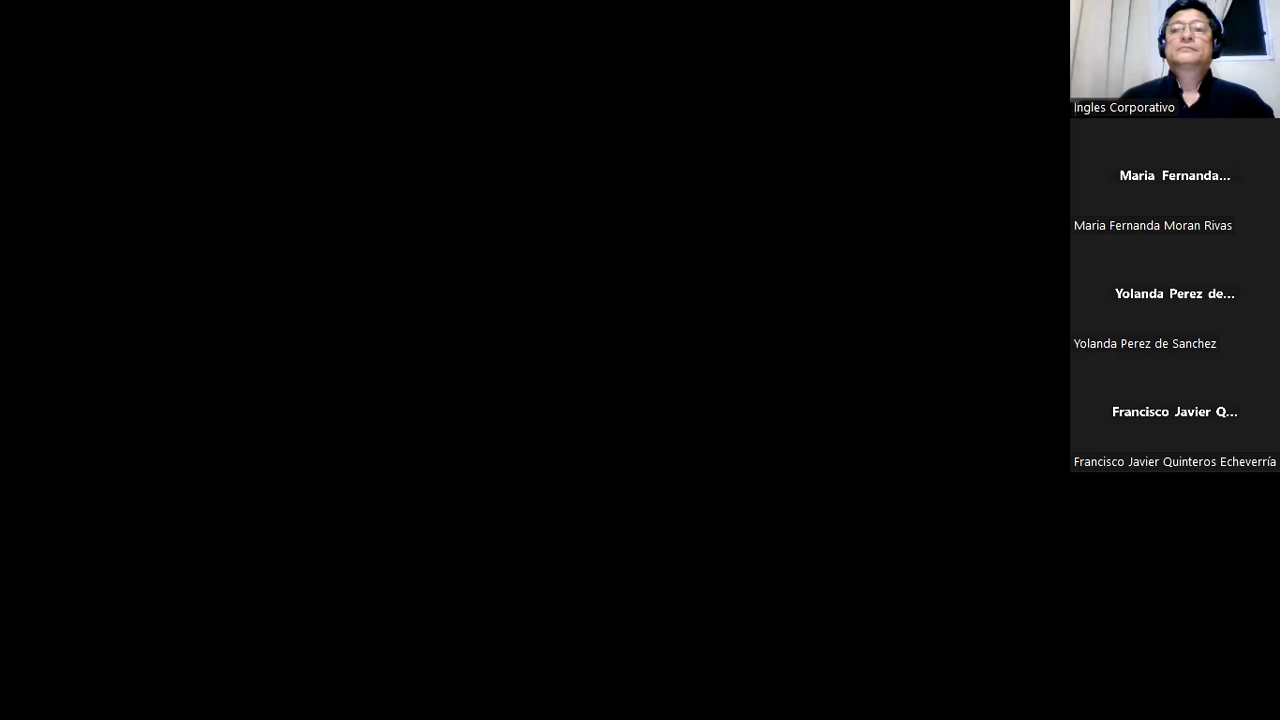 Ingles Corporativo
Maria Fernanda...
Maria Fernanda Moran Rivas
Yolanda Perez de...
Yolanda Perez de Sanchez
Francisco Javier Q...
Francisco Javier Quinteros Echeverría